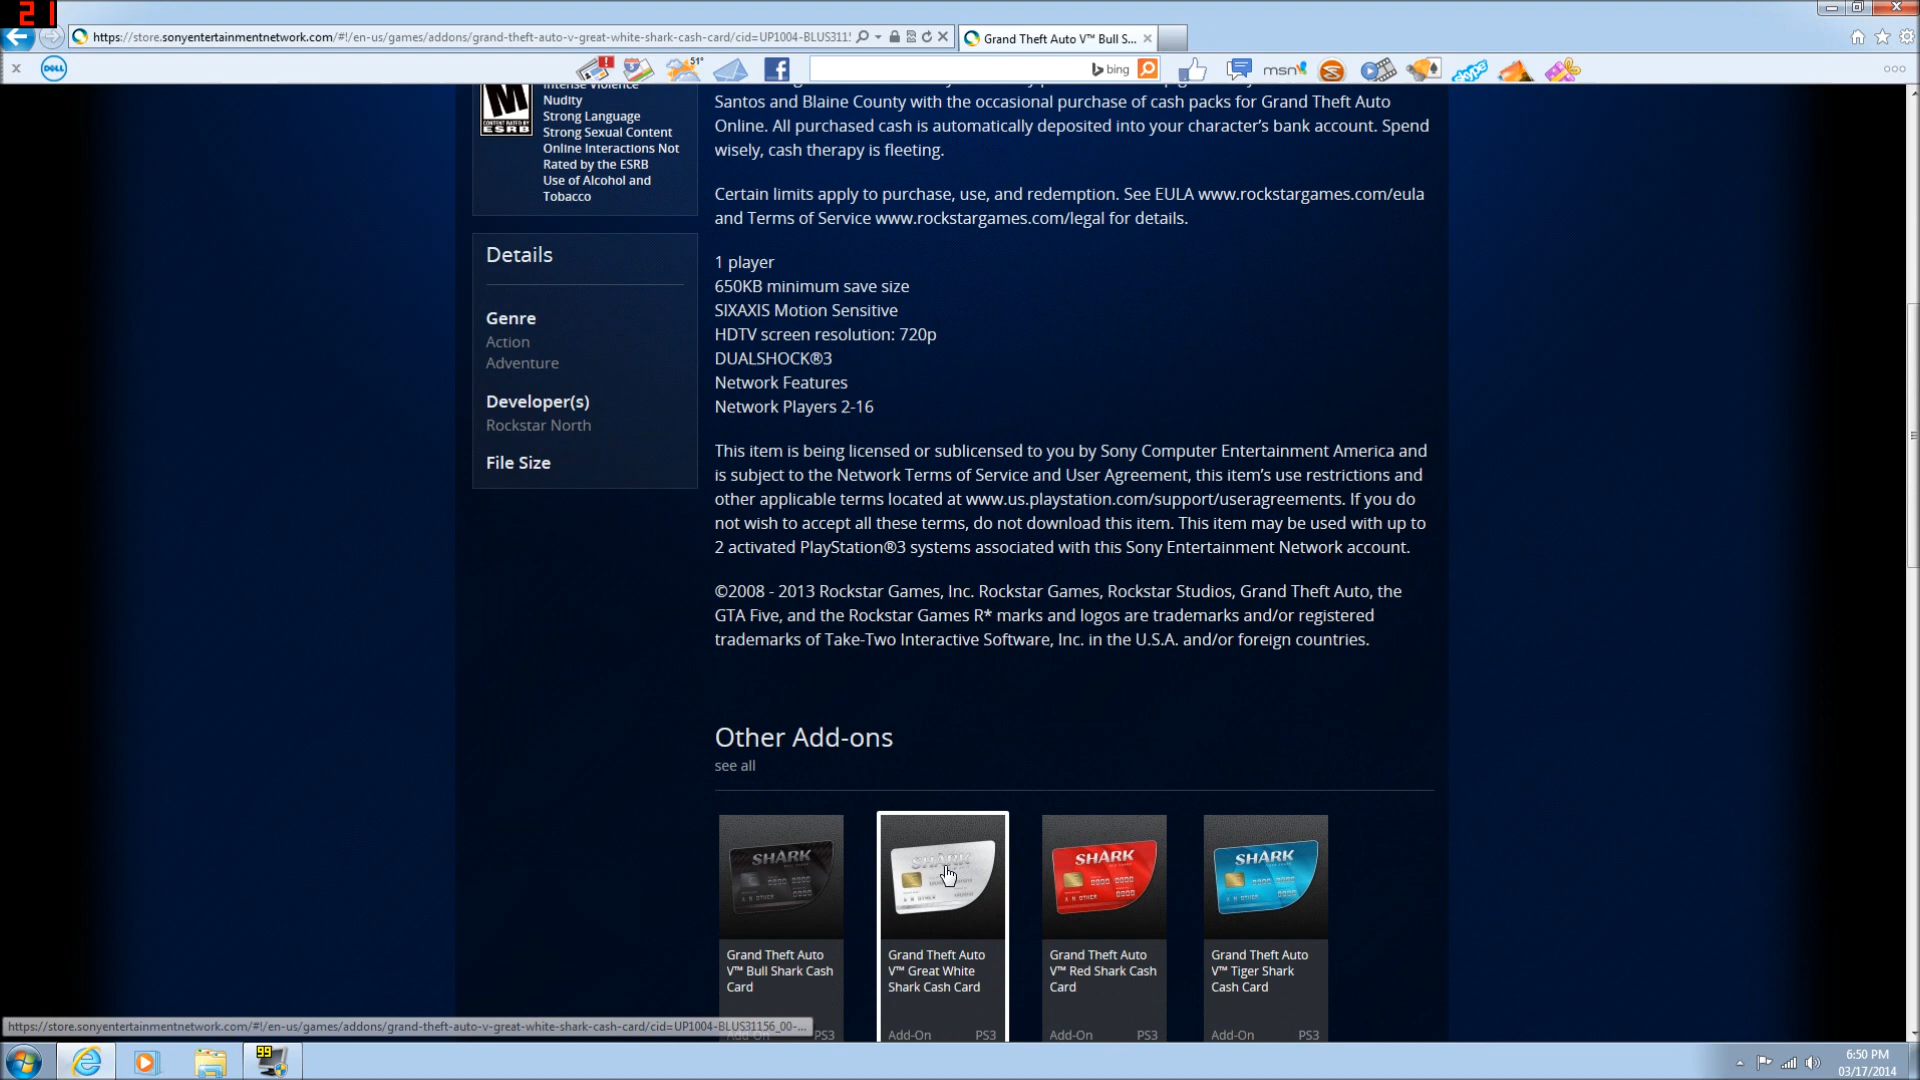 21
https://store.sonyentertainmentnetwork.com/#!/en-us/games/addons/grand-theft-auto-v-great-white-shark-cash-card/cid=UP1004-BLUS311!
Grand Theft Auto V™ Bull S...
DELL
51°
bing
msn
skype
Intense Violence
Nudity
Strong Language
Strong Sexual Content
Online Interactions Not
Rated by the ESRB
Use of Alcohol and
Tobacco
M
CONTENT RATED BY
ESRB
Details
Genre
Action
Adventure
Developer(s)
Rockstar North
File Size
Santos and Blaine County with the occasional purchase of cash packs for Grand Theft Auto
Online. All purchased cash is automatically deposited into your character's bank account. Spend
wisely, cash therapy is fleeting.
Certain limits apply to purchase, use, and redemption. See EULA www.rockstargames.com/eula
and Terms of Service www.rockstargames.com/legal for details.
1 player
650KB minimum save size
SIXAXIS Motion Sensitive
HDTV screen resolution: 720p
DUALSHOCK®3
Network Features
Network Players 2-16
This item is being licensed or sublicensed to you by Sony Computer Entertainment America and
is subject to the Network Terms of Service and User Agreement, this item's use restrictions and
other applicable terms located at www.us.playstation.com/support/useragreements. If you do
not wish to accept all these terms, do not download this item. This item may be used with up to
2 activated PlayStation®3 systems associated with this Sony Entertainment Network account.
©2008 - 2013 Rockstar Games, Inc. Rockstar Games, Rockstar Studios, Grand Theft Auto, the
GTA Five, and the Rockstar Games R* marks and logos are trademarks and/or registered
trademarks of Take-Two Interactive Software, Inc. in the U.S.A. and/or foreign countries.
Other Add-ons
see all
SHARK
SHARK
SHARK
SHARK
Grand Theft Auto
V™ Bull Shark Cash
Card
Grand Theft Auto
V™ Great White
Shark Cash Card
Grand Theft Auto
V™ Red Shark Cash
Card
Grand Theft Auto
V™ Tiger Shark
Cash Card
Add-On PS3
Add-On PS3
Add-On PS3
Add-On PS3
https://store.sonyentertainmentnetwork.com/#!/en-us/games/addons/grand-theft-auto-v-great-white-shark-cash-card/cid=UP1004-BLUS31156_00-...
99
6:50 PM
03/17/2014